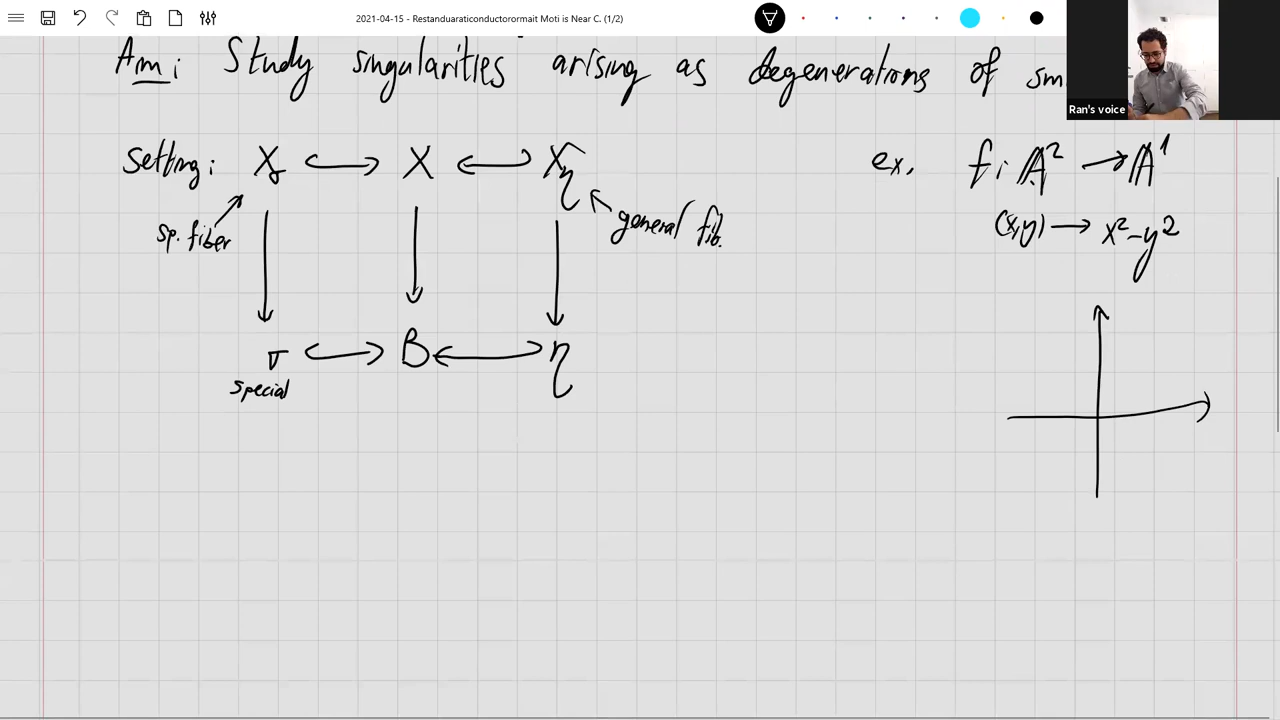 2021-04-15 - Restanduaraticonductorormait Moti is Near C. (1/2)
Aim: Study singularities arising as degenerations of sm
Ran's voice
Setting: X_σ ↪ X ↩ X_η
ex. f: 𝔸² → 𝔸¹
sp. fiber
general fib.
(x,y) → x²-y²
σ ↪ B ↩ η
special